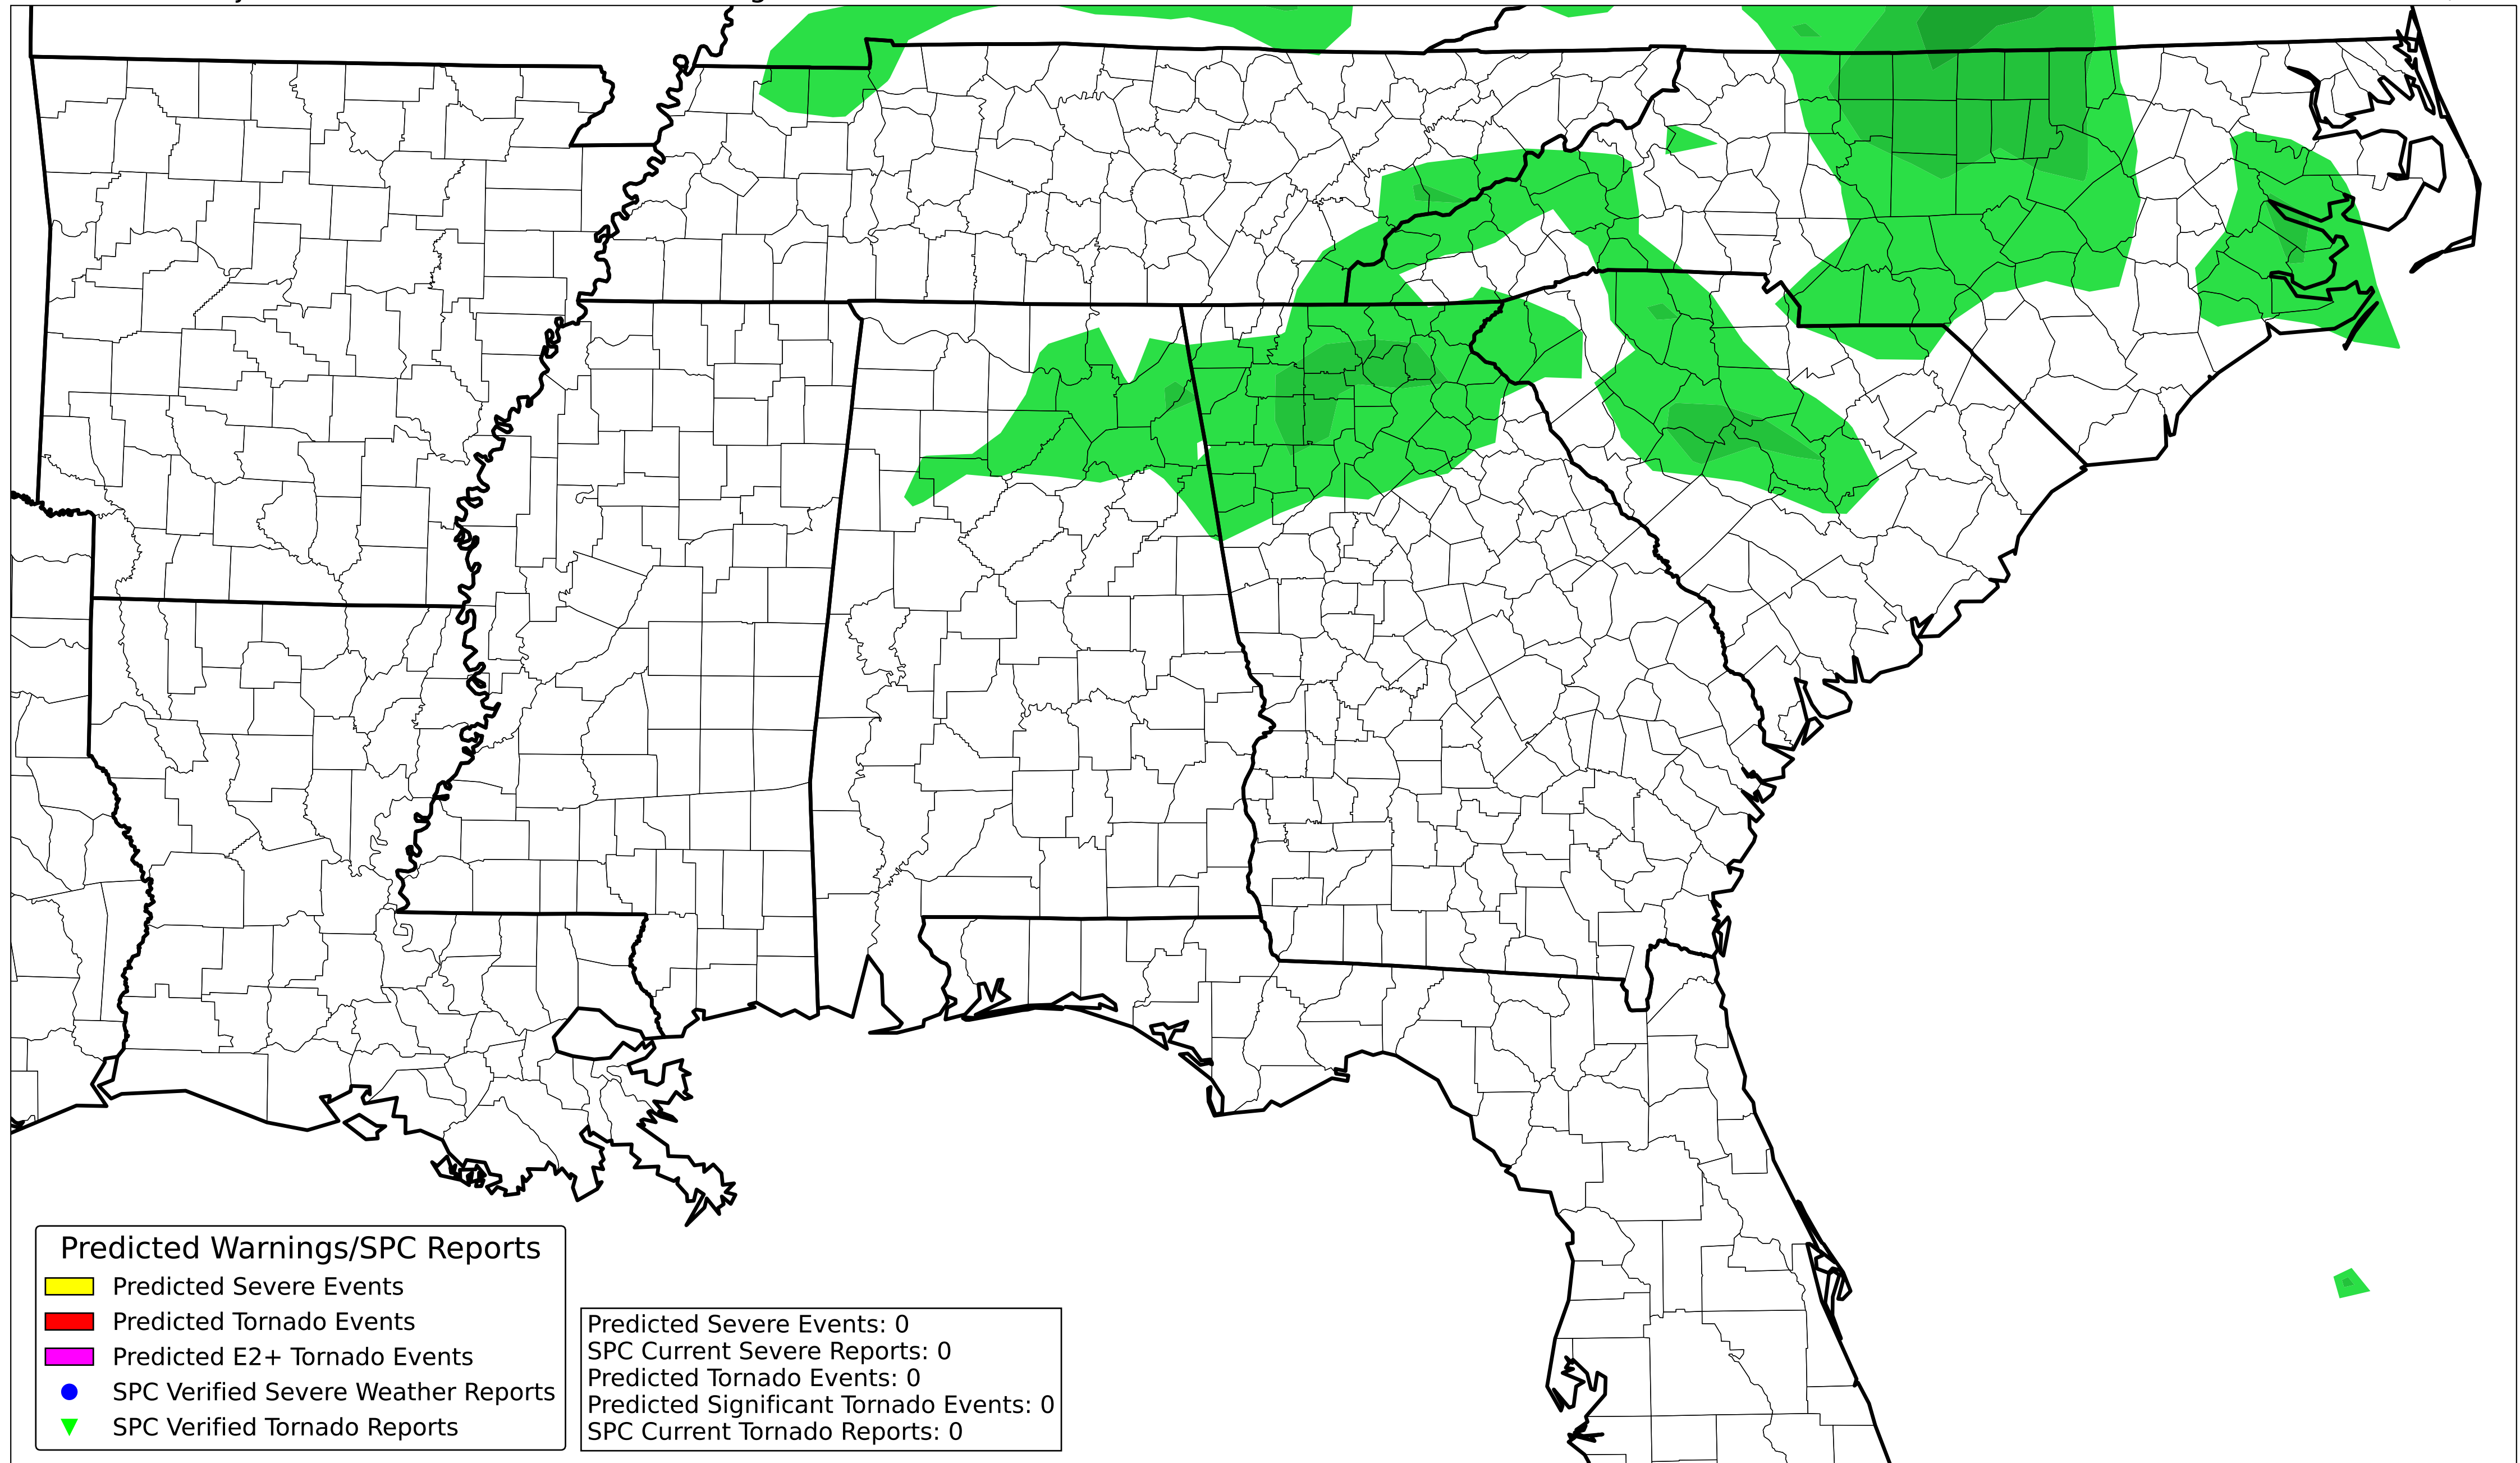 Predicted Warnings/SPC Reports
Predicted Severe Events
Predicted Tornado Events
Predicted E2+ Tornado Events
SPC Verified Severe Weather Reports
SPC Verified Tornado Reports
Predicted Severe Events: 0
SPC Current Severe Reports: 0
Predicted Tornado Events: 0
Predicted Significant Tornado Events: 0
SPC Current Tornado Reports: 0